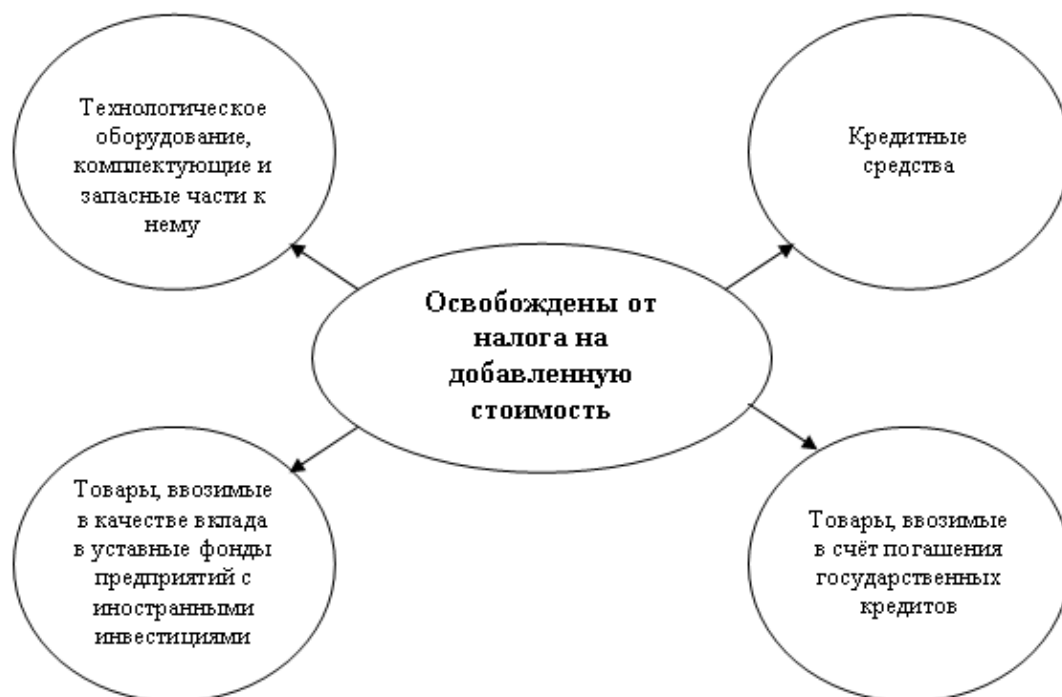 Технологическое
оборудование,
комплектующие и
запасные части к
нему
Кредитные
средства
Освобождены от
налога на
добавленную
стоимость
Товары, ввозимые
в качестве вклада
в уставные фонды
предприятий с
иностранными
инвестициями
Товары, ввозимые
в счёт погашения
государственных
кредитов